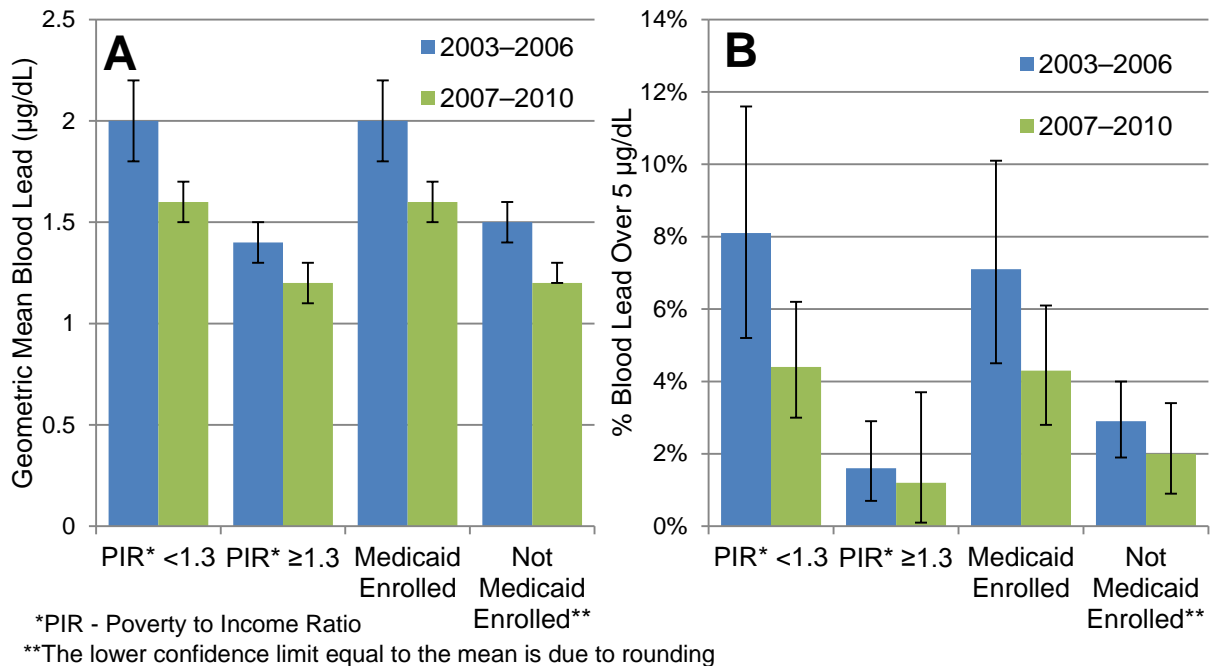 A
2003–2006
2007–2010
Geometric Mean Blood Lead (µg/dL)
2.5
2
1.5
1
0.5
0
PIR* <1.3
PIR* ≥1.3
Medicaid
Enrolled
Not
Medicaid
Enrolled**
B
2003–2006
2007–2010
% Blood Lead Over 5 µg/dL
14%
12%
10%
8%
6%
4%
2%
0%
PIR* <1.3
PIR* ≥1.3
Medicaid
Enrolled
Not
Medicaid
Enrolled**
*PIR - Poverty to Income Ratio
**The lower confidence limit equal to the mean is due to rounding